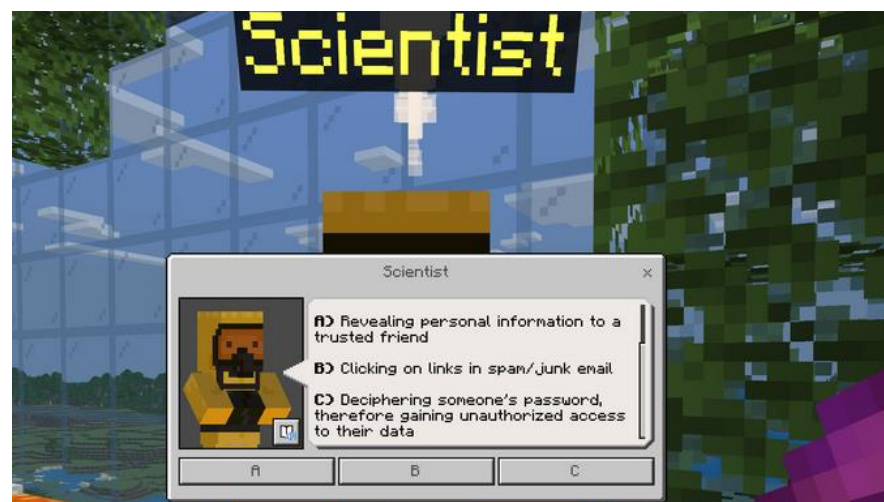 Scientist
Scientist
A) Revealing personal information to a
trusted friend
B) Clicking on links in spam/junk email
C) Deciphering someone's password,
therefore gaining unauthorized access
to their data
A
B
C